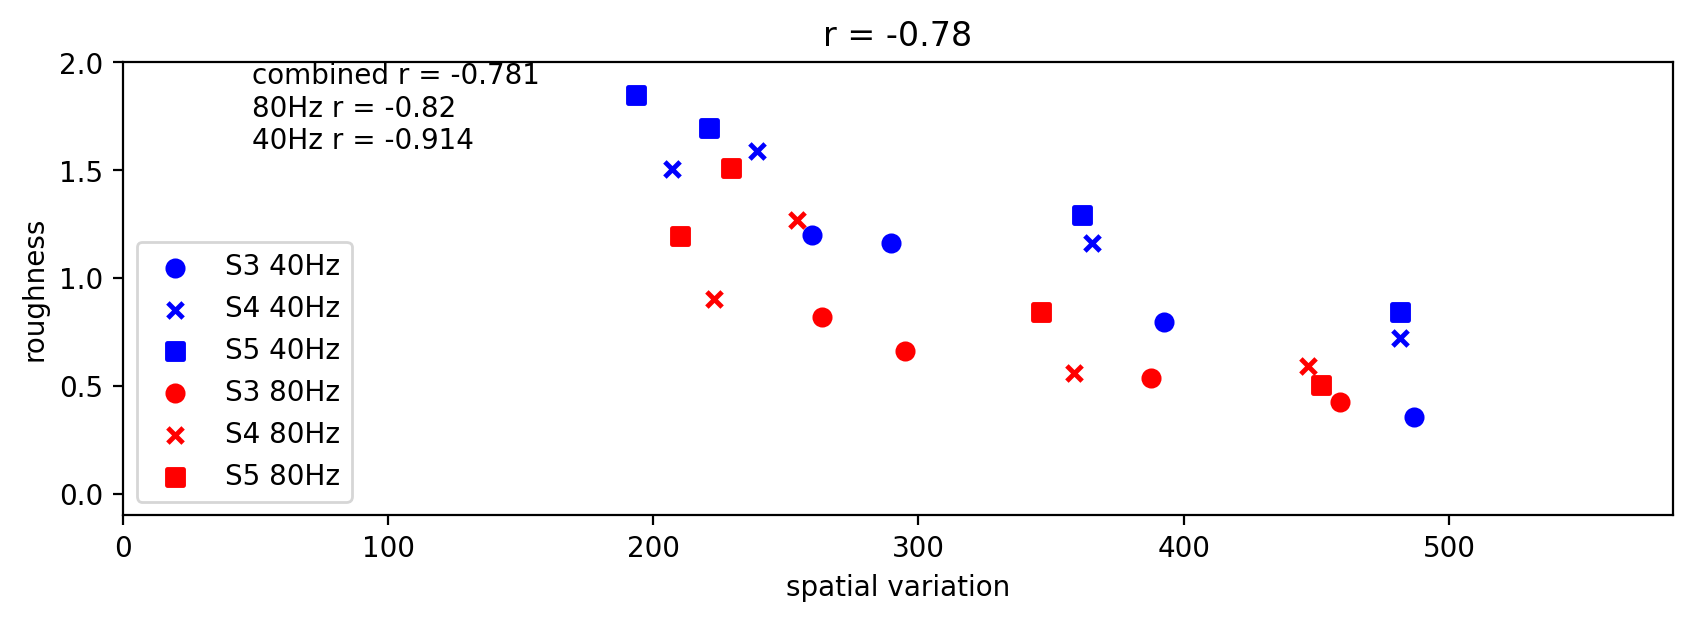 r = -0.78
combined r = -0.781
80Hz r = -0.82
40Hz r = -0.914
2.0
1.5
1.0
0.5
0.0
roughness
S3 40Hz
S4 40Hz
S5 40Hz
S3 80Hz
S4 80Hz
S5 80Hz
0 100 200 300 400 500
spatial variation